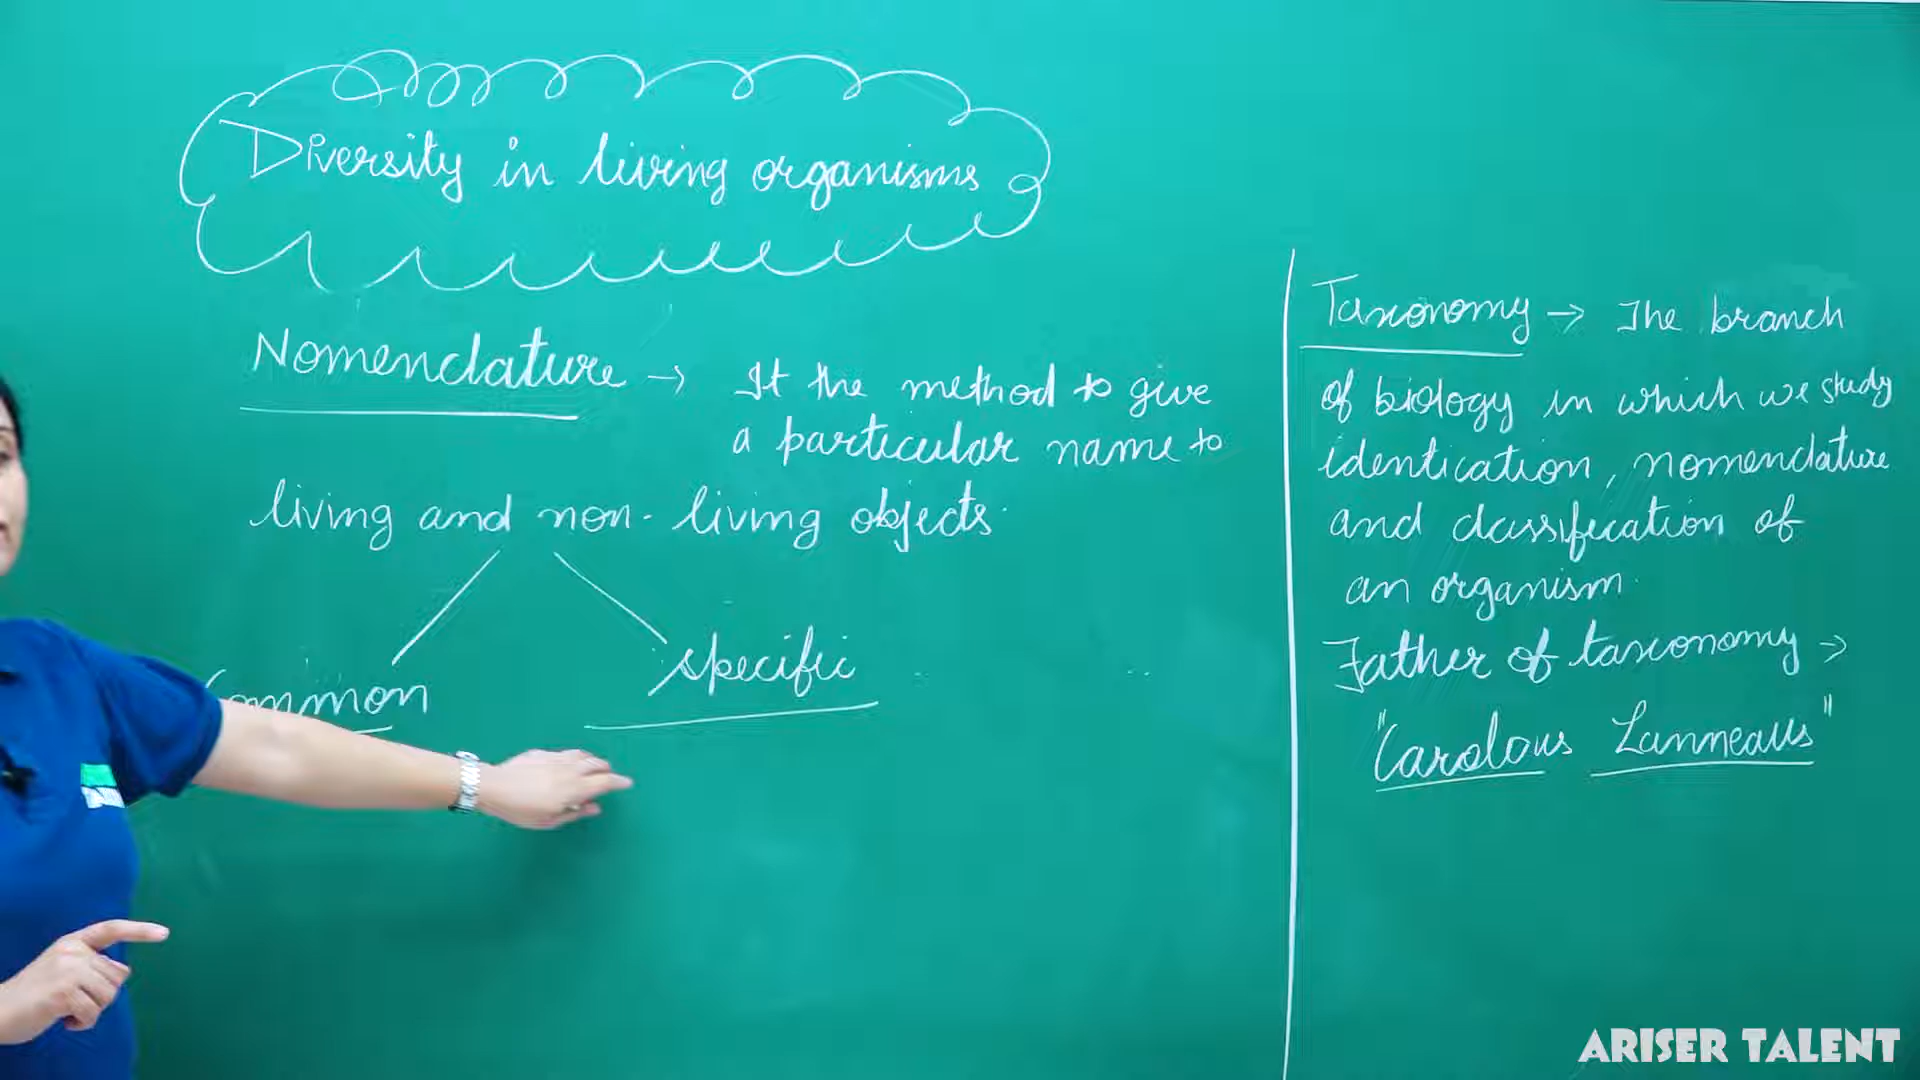 Diversity in living organisms
Nomenclature → It the method to give
a particular name to
living and non-living objects.
Common
specific
Taxonomy → The branch
of biology in which we study
identication, nomenclature
and classification of
an organism.
Father of taxonomy →
"Carolous Lanneaus"
ARISER TALENT